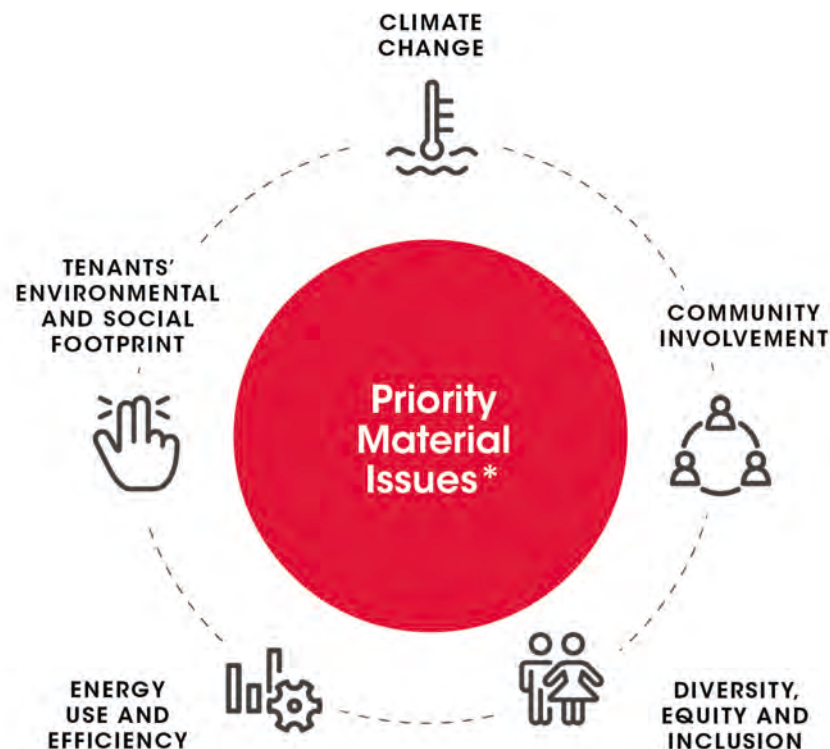 CLIMATE
CHANGE
TENANTS'
ENVIRONMENTAL
AND SOCIAL
FOOTPRINT
COMMUNITY
INVOLVEMENT
Priority
Material
Issues*
ENERGY
USE AND
EFFICIENCY
DIVERSITY,
EQUITY AND
INCLUSION